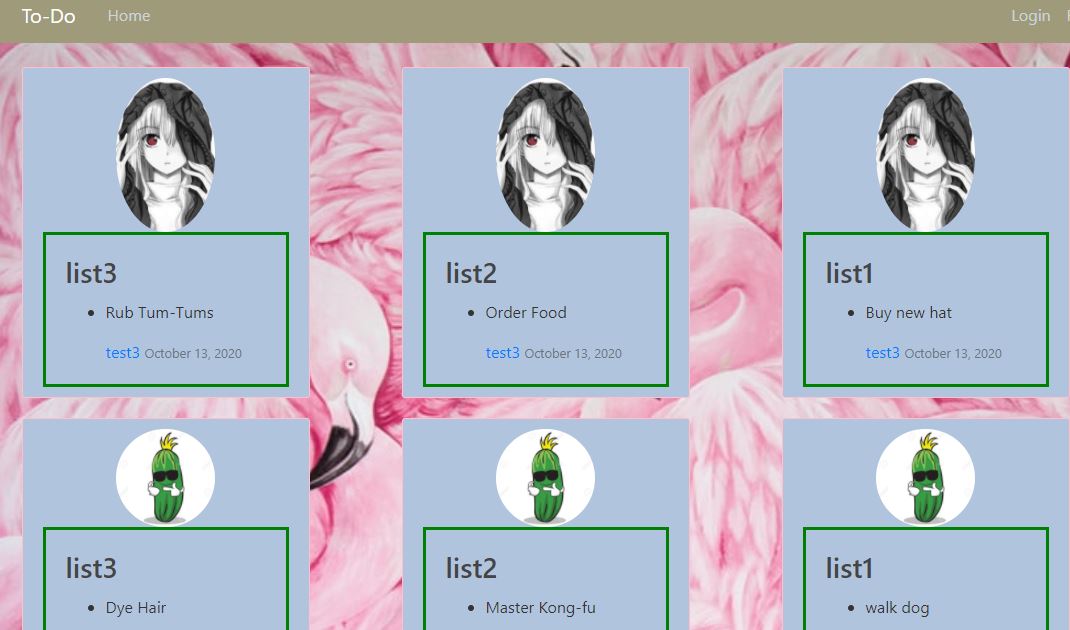 To-Do Home Login
list3
Rub Tum-Tums
test3 October 13, 2020
list2
Order Food
test3 October 13, 2020
list1
Buy new hat
test3 October 13, 2020
list3
Dye Hair
list2
Master Kong-fu
list1
walk dog